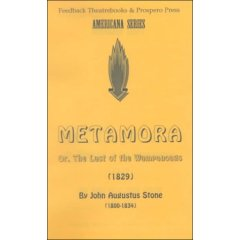 Feedback Theatrebooks & Prospero Press
AMERICANA SERIES
METAMORA
Or, The Last of the Wampanoags
(1829)
By John Augustus Stone
(1800-1834)